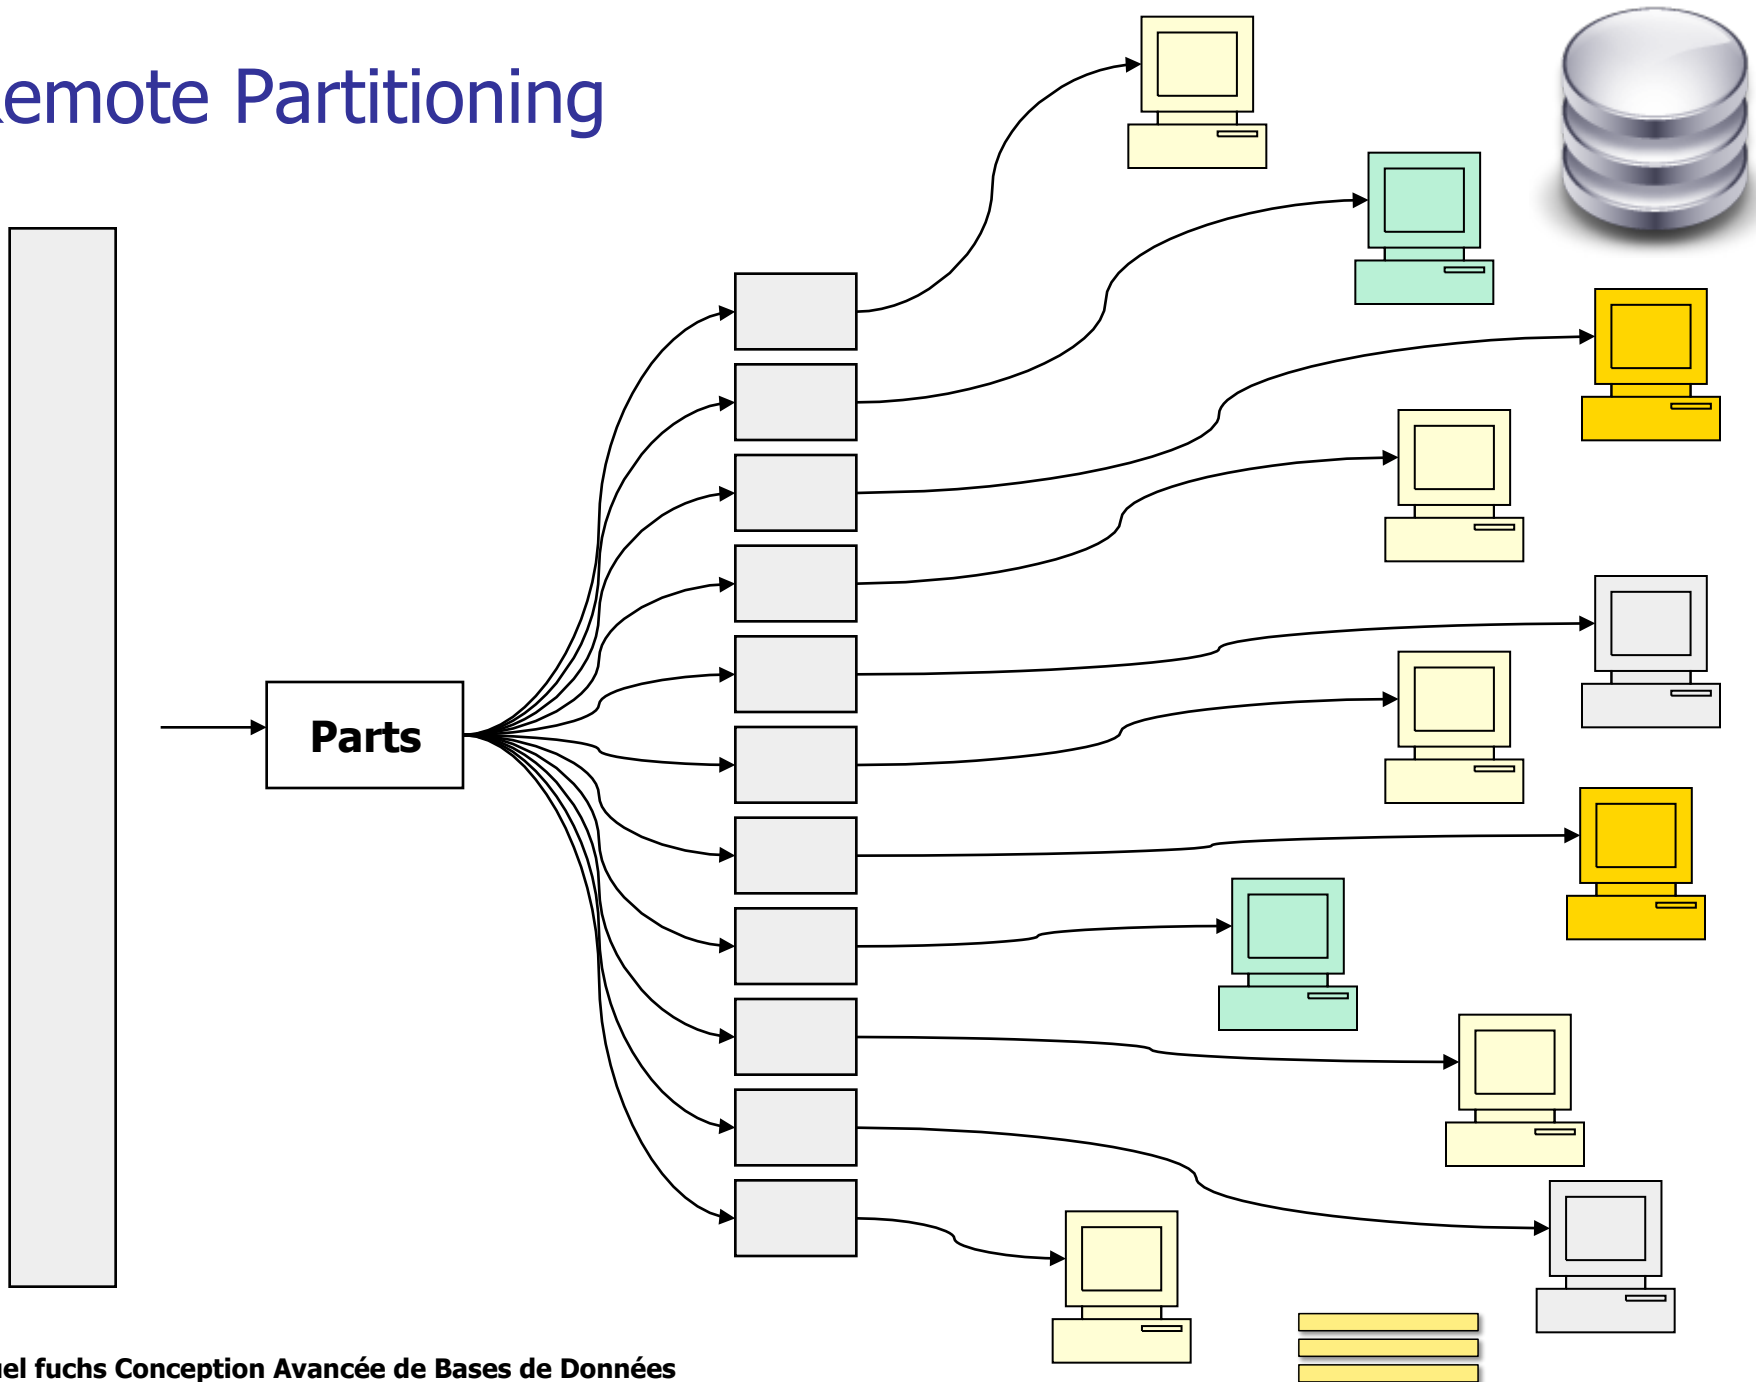 emote Partitioning
Parts
uel fuchs Conception Avancée de Bases de Données